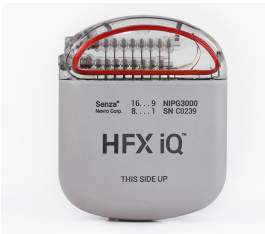 Senza® 16...9 NIPG3000
Nevro Corp. 8....1 SN C0239
HFX iQ™
THIS SIDE UP